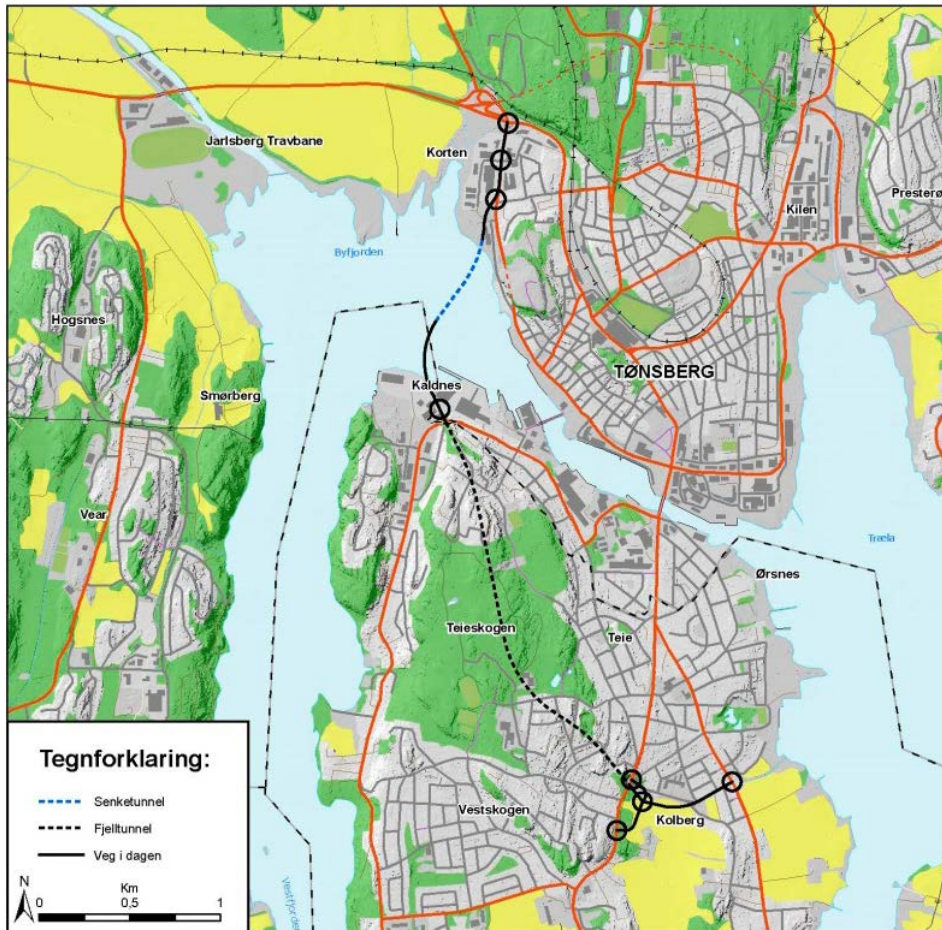 Jarlsberg Travbane
Korten
Kilen
Presterø
Byfjorden
Hogsnes
TØNSBERG
Kaldnes
Smørberg
Vear
Træla
Ørsnes
Teieskogen
Teie
Vestskogen
Kolberg
Vestfjorden
Tegnforklaring:
Senketunnel
Fjelltunnel
Veg i dagen
N
Km
0 0,5 1